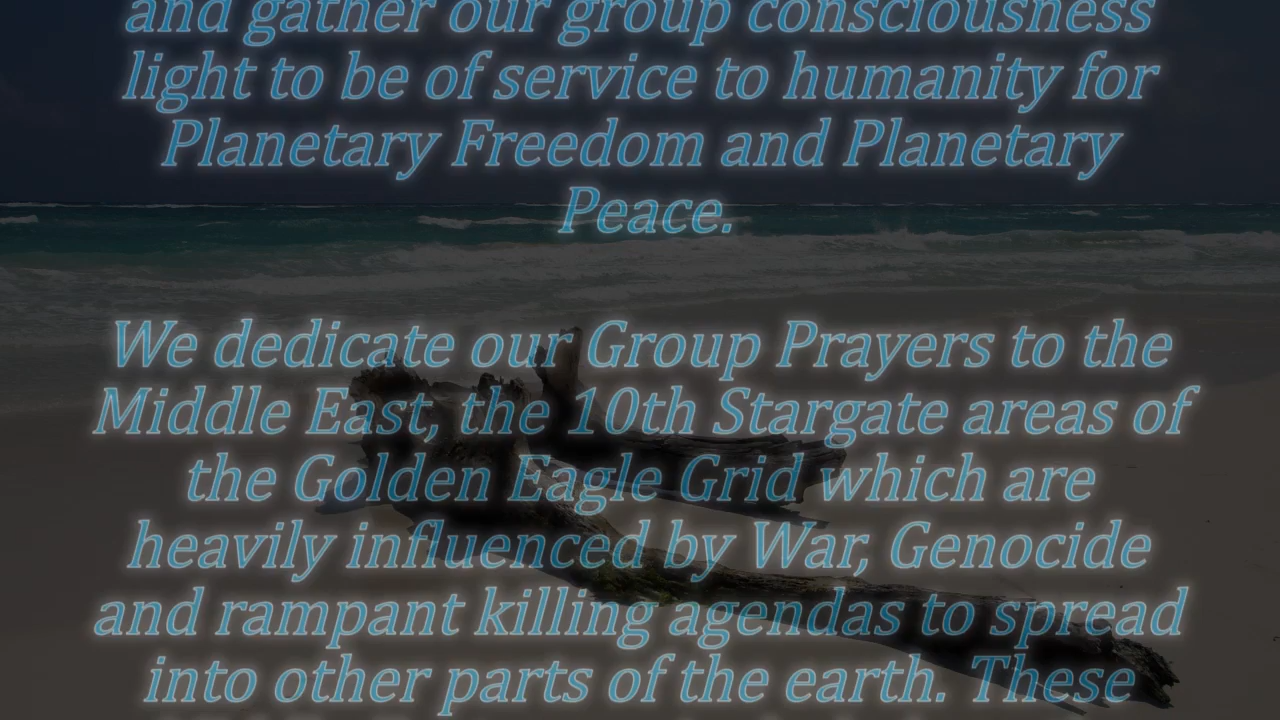 and gather our group consciousness
light to be of service to humanity for
Planetary Freedom and Planetary
Peace.
We dedicate our Group Prayers to the
Middle East, the 10th Stargate areas of
the Golden Eagle Grid which are
heavily influenced by War, Genocide
and rampant killing agendas to spread
into other parts of the earth. These